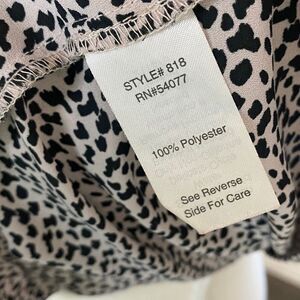 STYLE# 818
RN#54077
100% Polyester
See Reverse
Side For Care